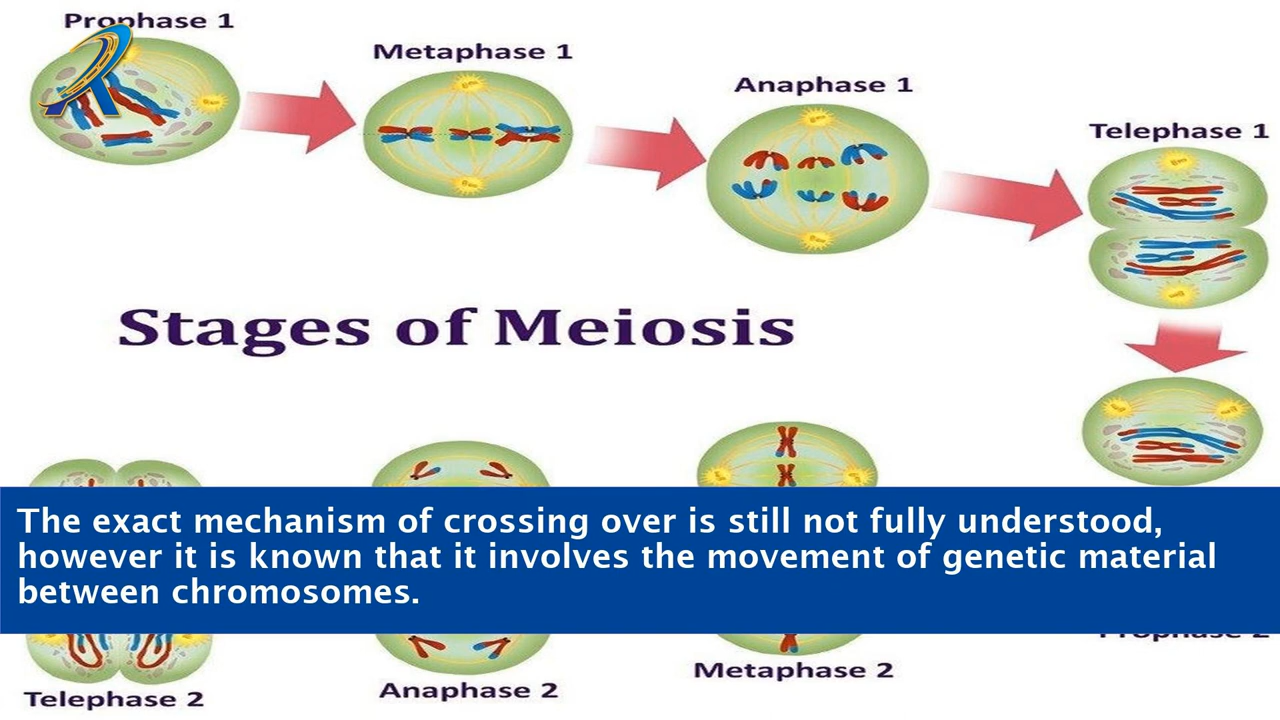 Prophase 1
Metaphase 1
Anaphase 1
Telephase 1
Stages of Meiosis
The exact mechanism of crossing over is still not fully understood,
however it is known that it involves the movement of genetic material
between chromosomes.
Prophase 2
Metaphase 2
Anaphase 2
Telephase 2